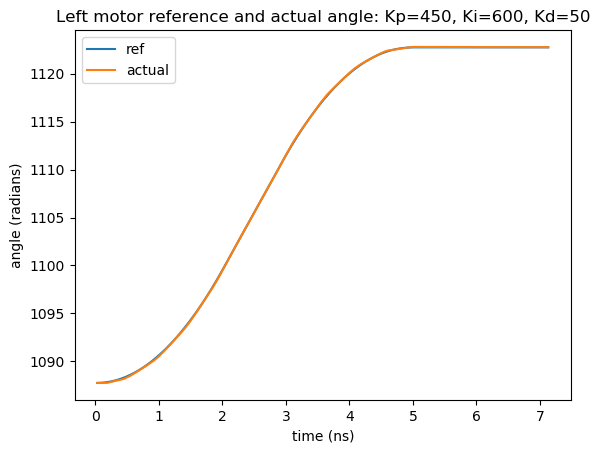 Left motor reference and actual angle: Kp=450, Ki=600, Kd=50
ref
actual
1120
1115
1110
1105
1100
1095
1090
angle (radians)
0 1 2 3 4 5 6 7
time (ns)